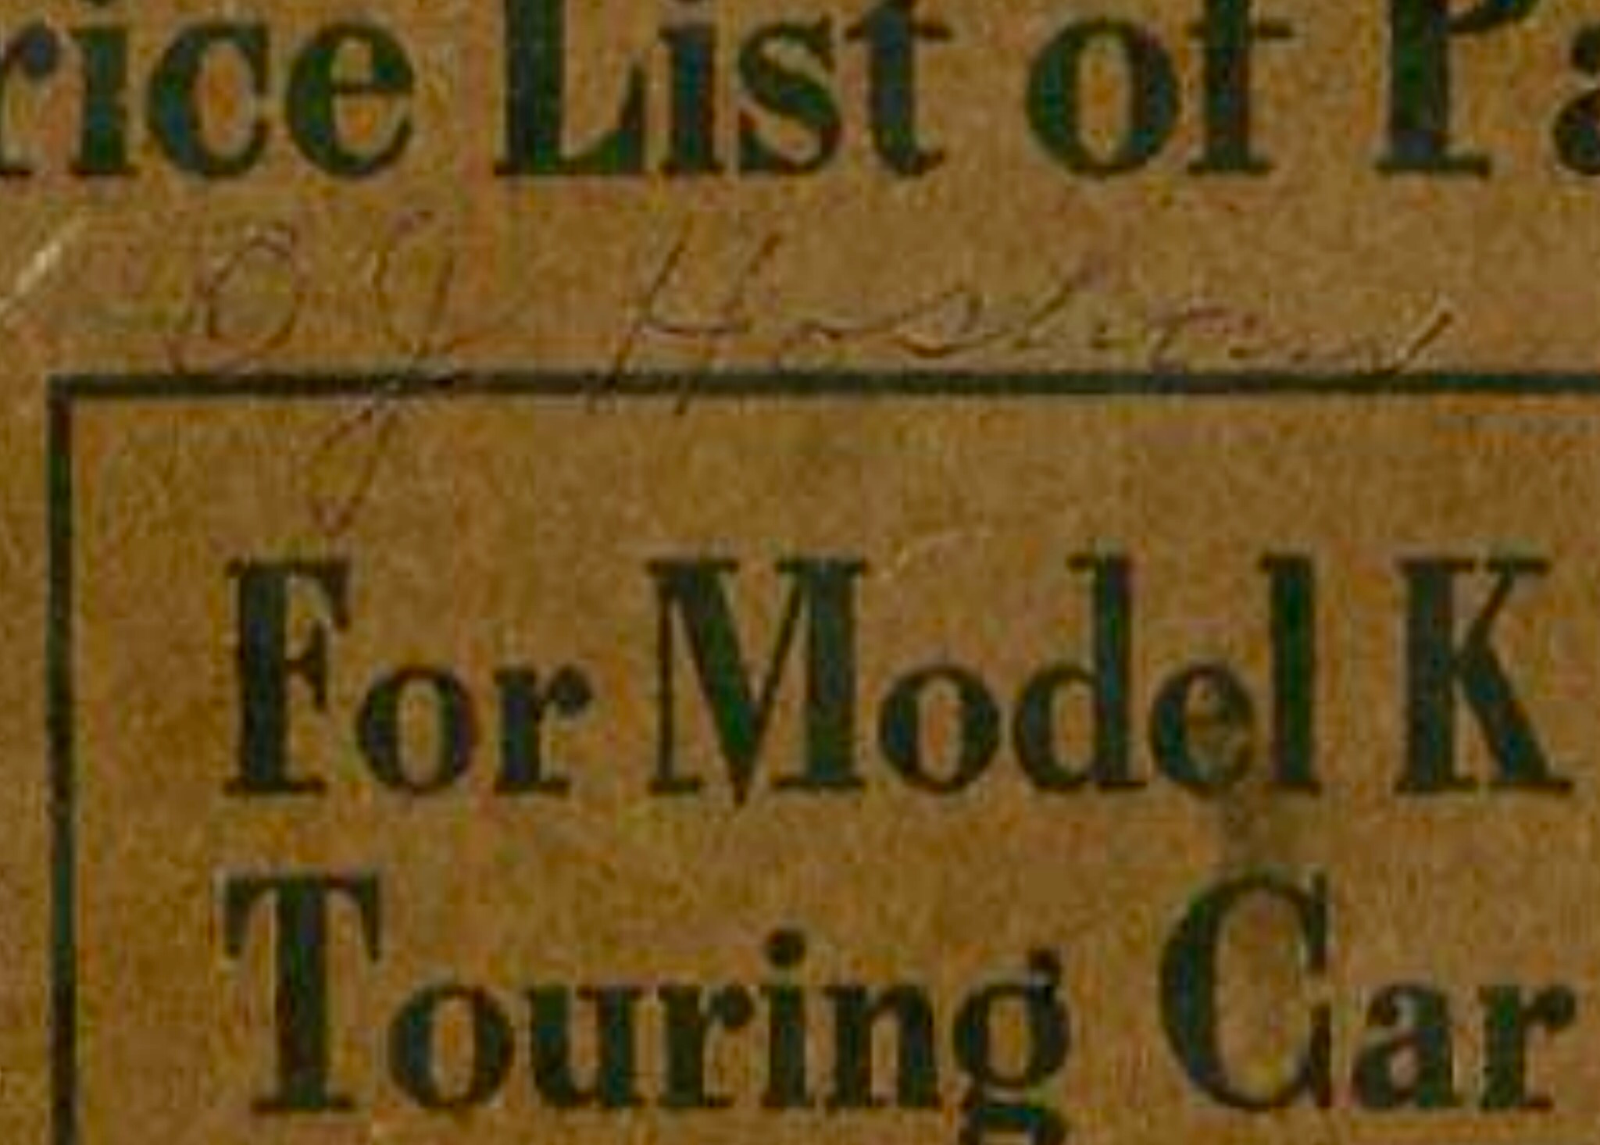 rice List of Pa
For Model K
Touring Car